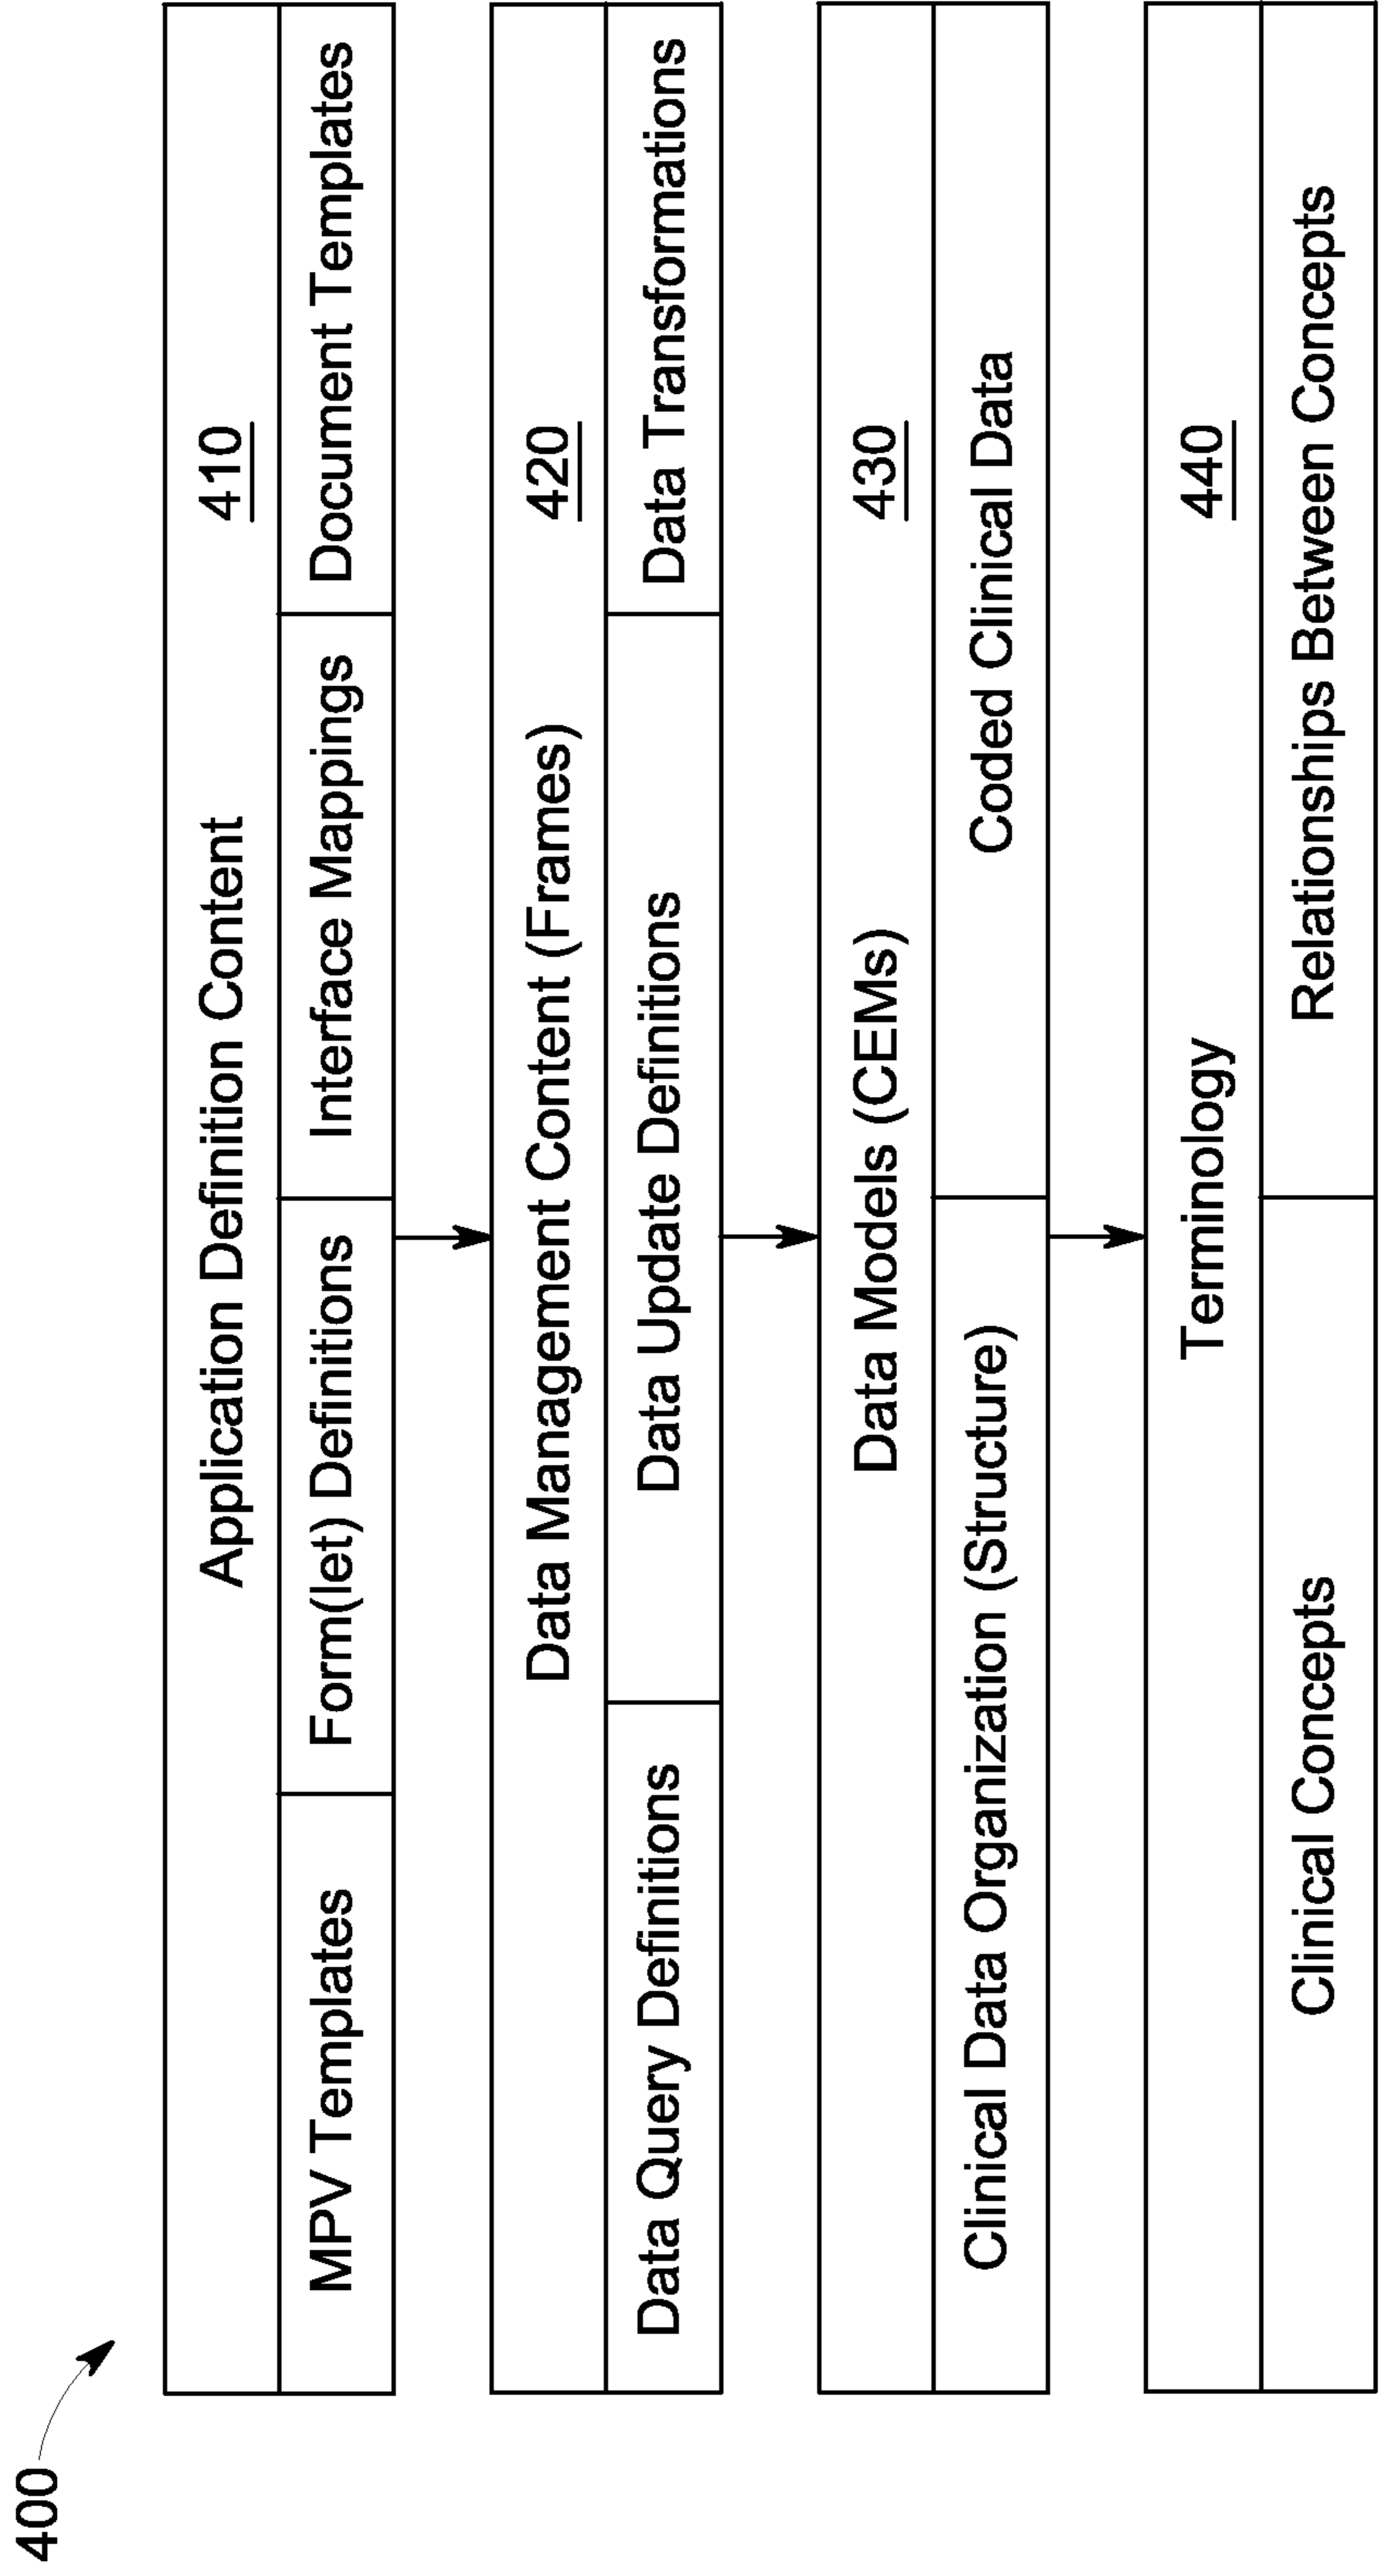 400
Application Definition Content 410
MPV Templates Form(let) Definitions Interface Mappings Document Templates
Data Management Content (Frames) 420
Data Query Definitions Data Update Definitions Data Transformations
Data Models (CEMs) 430
Clinical Data Organization (Structure) Coded Clinical Data
Terminology 440
Clinical Concepts Relationships Between Concepts